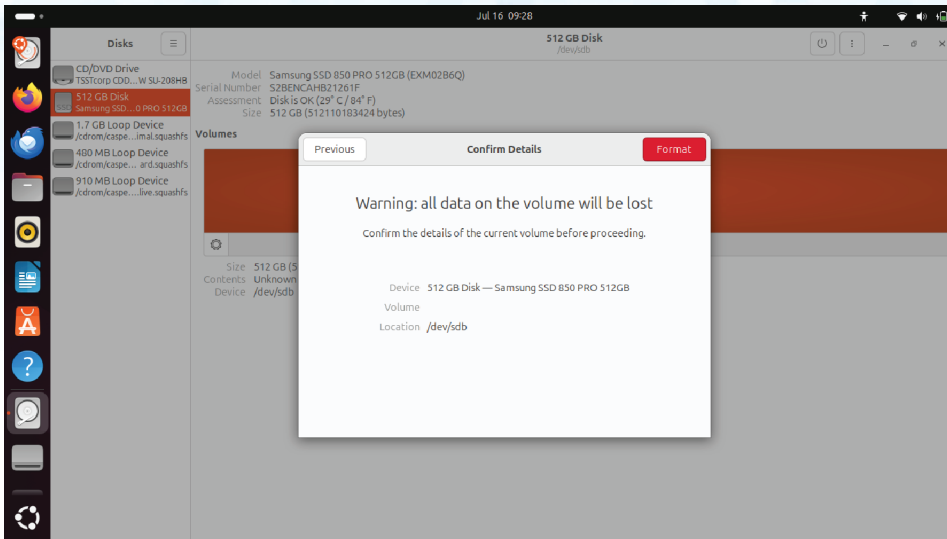 Jul 16 09:28
Disks
512 GB Disk
/dev/sdb
CD/DVD Drive
TSSTcorp CDD... W SU-208HB
512 GB Disk
Samsung SSD...0 PRO 512GB
1.7 GB Loop Device
/cdrom/caspe...imal.squashfs
480 MB Loop Device
/cdrom/caspe... ard.squashfs
910 MB Loop Device
/cdrom/caspe....live.squashfs
Model Samsung SSD 850 PRO 512GB (EXM02B6Q)
Serial Number S2BENCAHB21261F
Assessment Disk is OK (29° C / 84° F)
Size 512 GB (512110183424 bytes)
Volumes
Size 512 GB (5
Contents Unknown
Device /dev/sdb
Previous
Confirm Details
Format
Warning: all data on the volume will be lost
Confirm the details of the current volume before proceeding.
Device 512 GB Disk — Samsung SSD 850 PRO 512GB
Volume
Location /dev/sdb